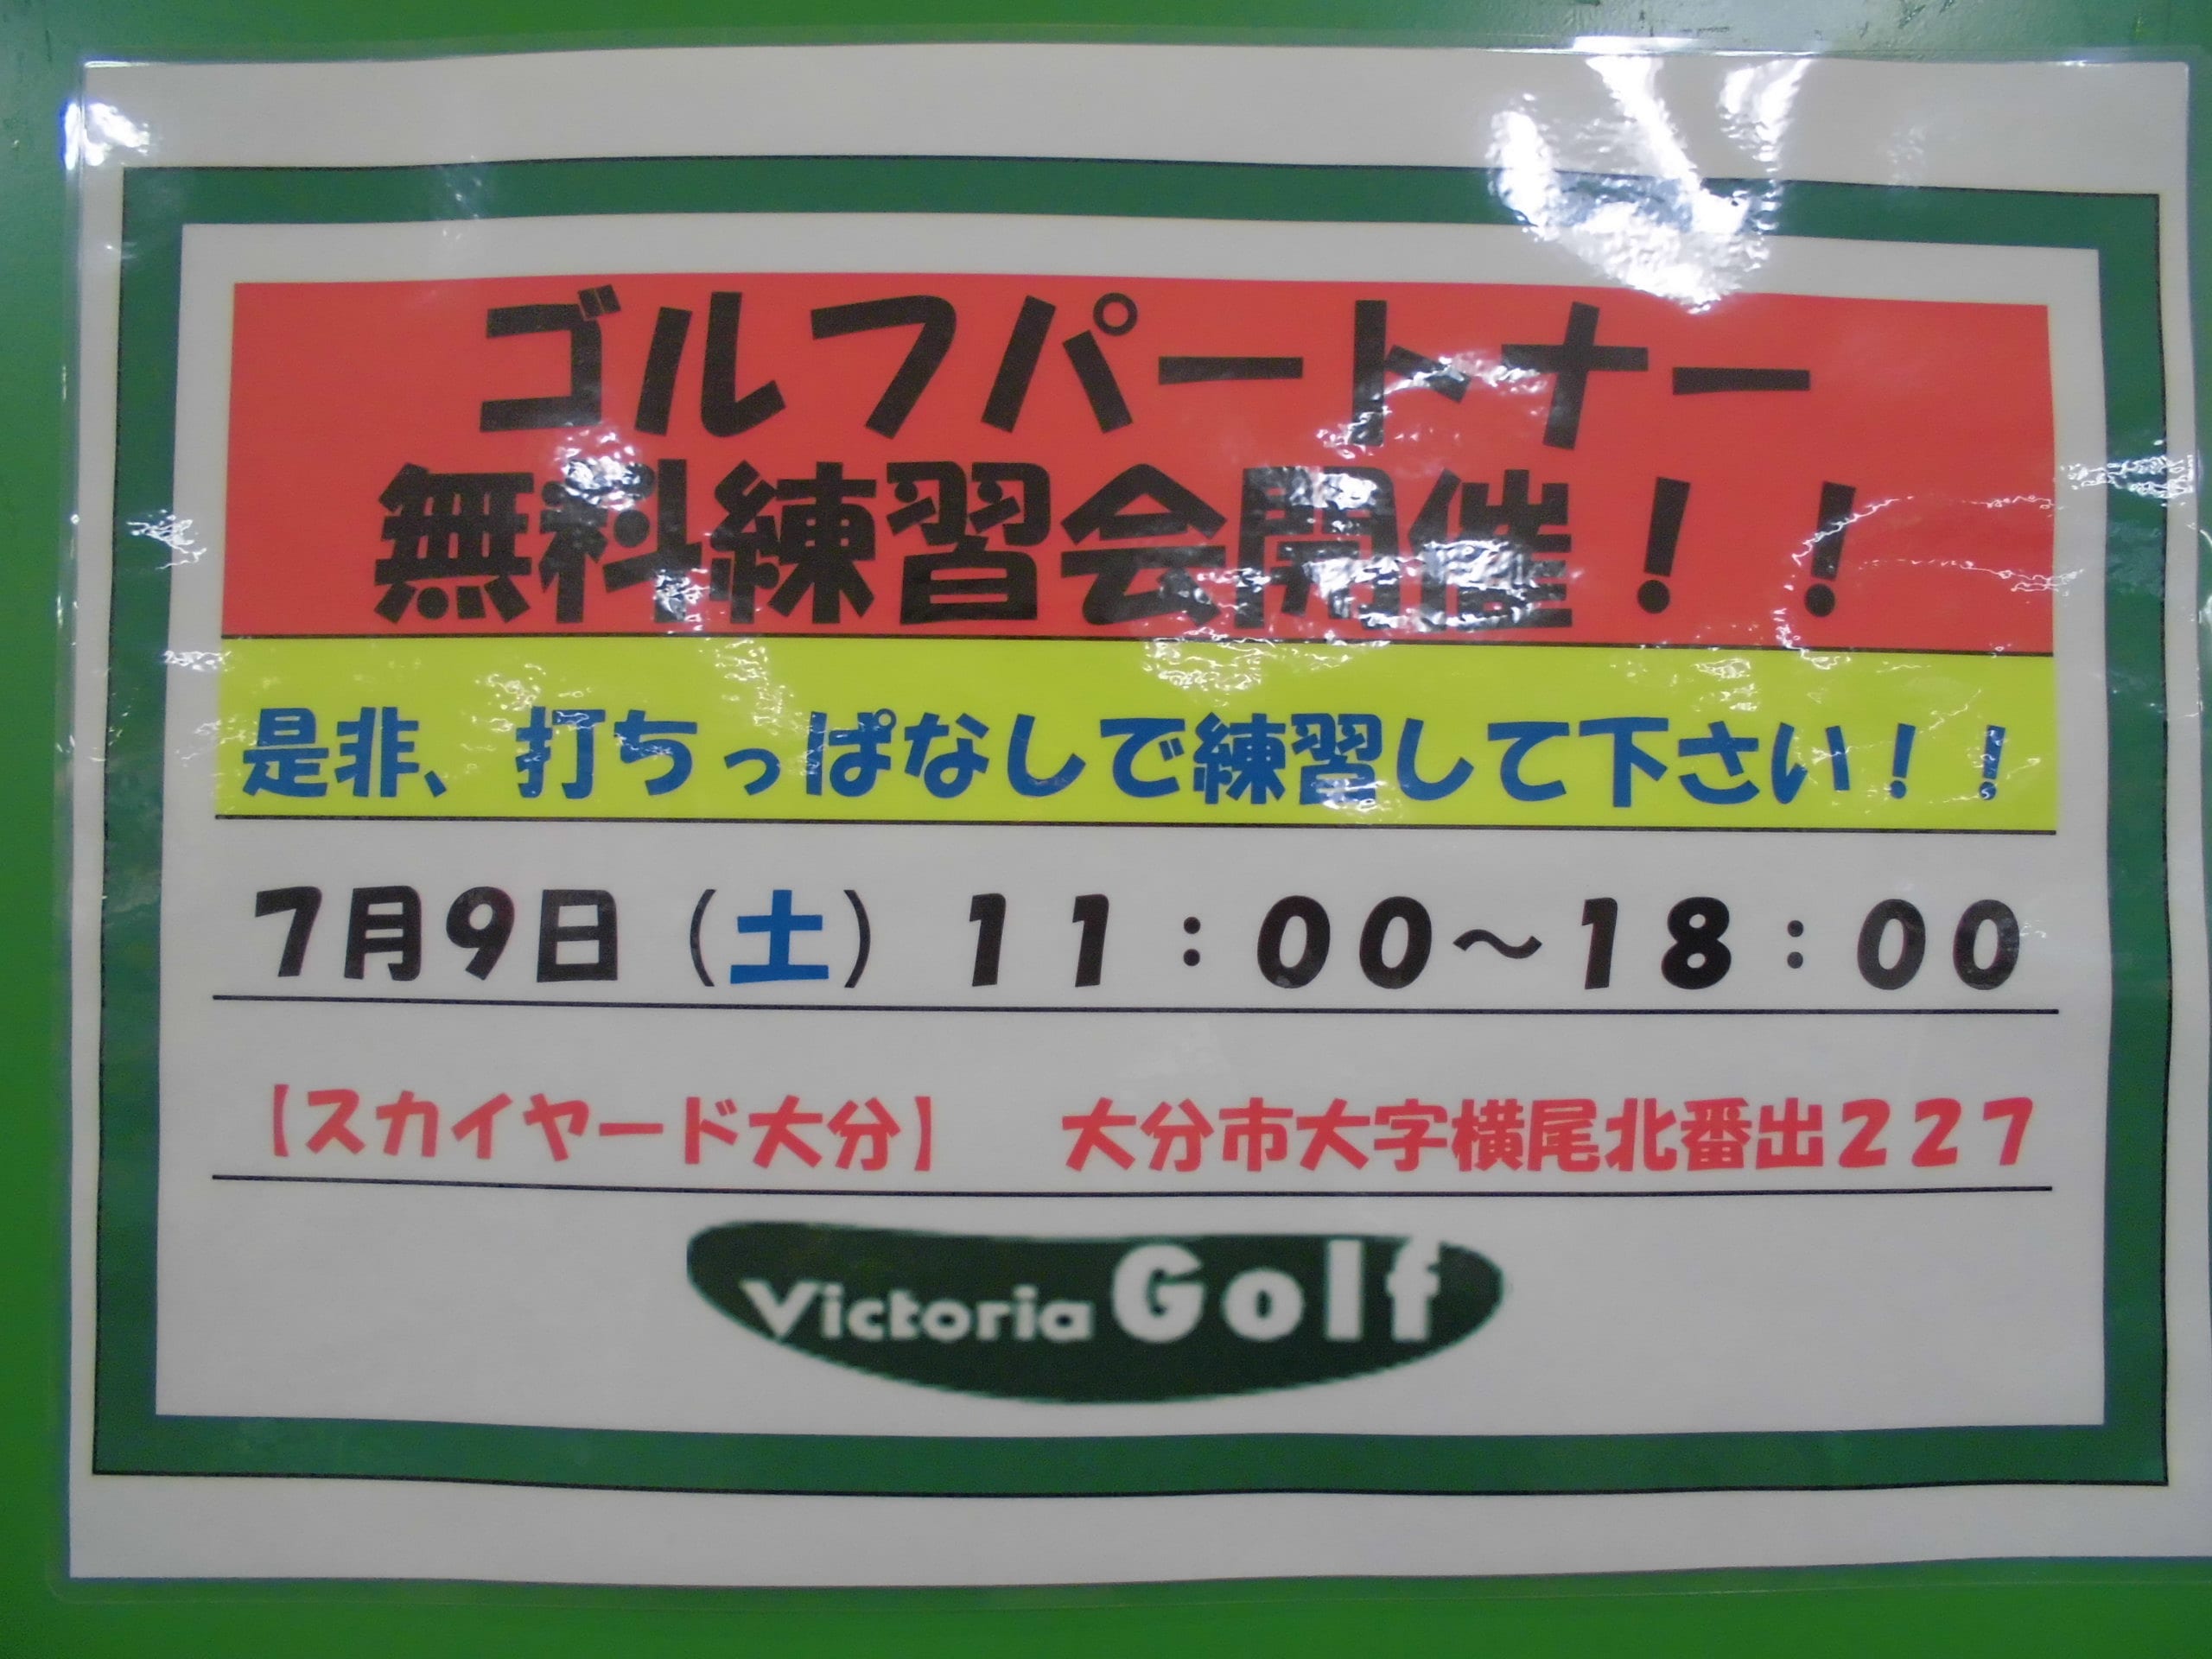 ゴルフパートナー
無料練習会開催！！
是非、打ちっぱなしで練習して下さい！！
7月9日（土）１１：００～１８：００
【スカイヤード大分】　大分市大字横尾北番出２２７
Victoria Golf